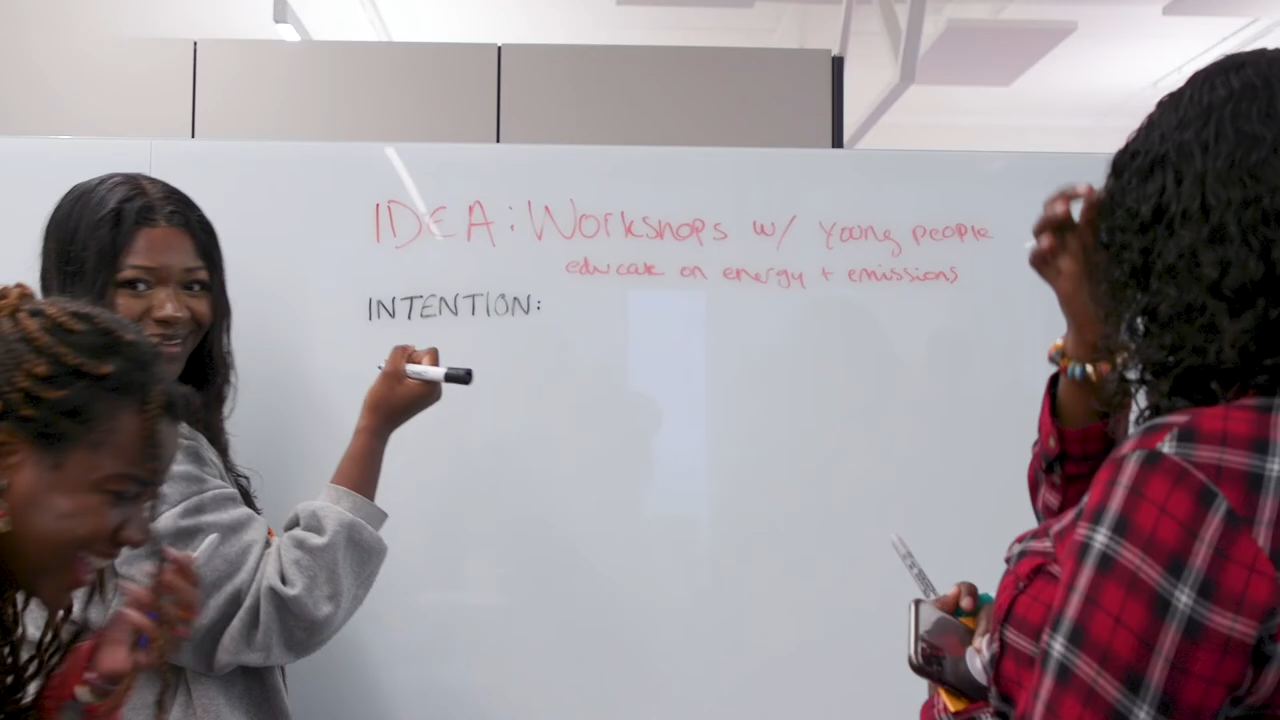 IDEA: Workshops w/ young people
educate on energy + emissions
INTENTION: